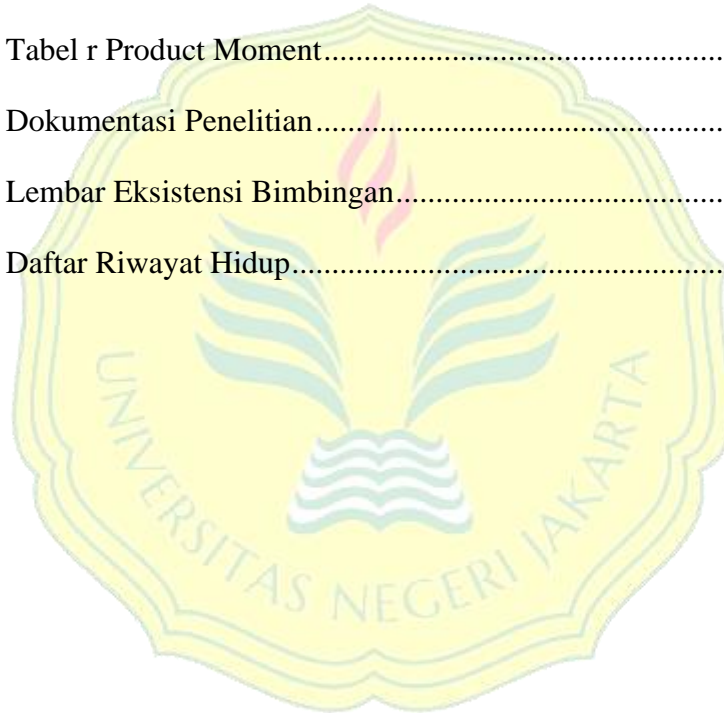 Tabel r Product Moment................................................
Dokumentasi Penelitian.................................................
Lembar Eksistensi Bimbingan.......................................
Daftar Riwayat Hidup....................................................
UNIVERSITAS NEGERI JAKARTA